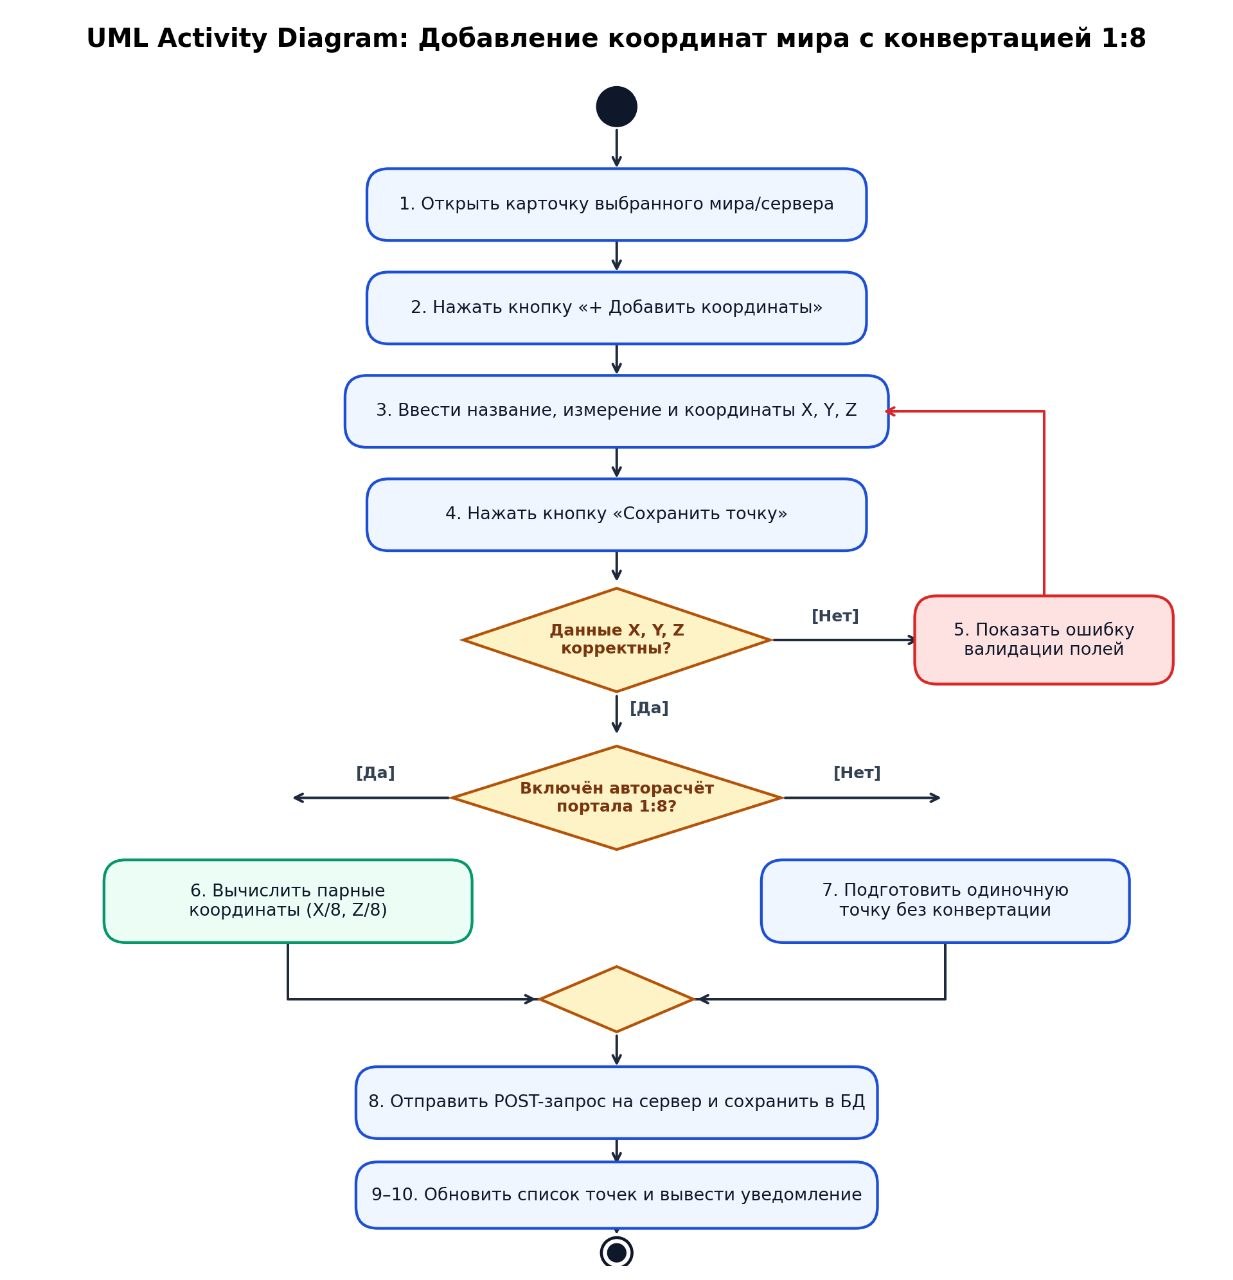 UML Activity Diagram: Добавление координат мира с конвертацией 1:8
1. Открыть карточку выбранного мира/сервера
2. Нажать кнопку «+ Добавить координаты»
3. Ввести название, измерение и координаты X, Y, Z
4. Нажать кнопку «Сохранить точку»
Данные X, Y, Z
корректны?
[Нет]
5. Показать ошибку
валидации полей
[Да]
[Да]
Включён авторасчёт
портала 1:8?
[Нет]
6. Вычислить парные
координаты (X/8, Z/8)
7. Подготовить одиночную
точку без конвертации
8. Отправить POST-запрос на сервер и сохранить в БД
9–10. Обновить список точек и вывести уведомление